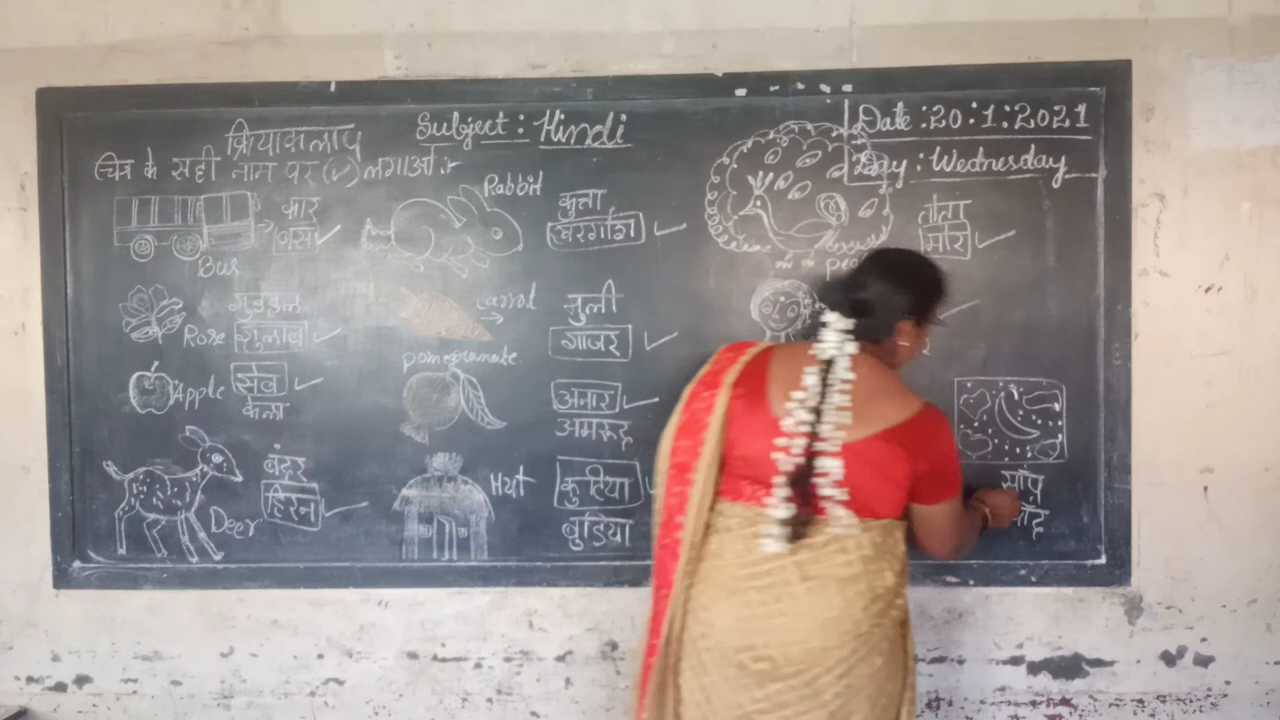 क्रियाकलाप
Subject : Hindi
Date : 20:1:2021
Day : Wednesday
चित्र के सही नाम पर (✓) लगाओं :-
कार
बस ✓
Bus
Rabbit
कुत्ता
खरगोश ✓
तोता
मोर ✓
गुड़हल
Rose गुलाब ✓
carrot
मुली
गाजर ✓
Apple सेव ✓
केला
pomegranate
अनार ✓
अमरूद
बंदर
हिरन ✓
Deer
Hut
कुटिया
बुडिया
साँप